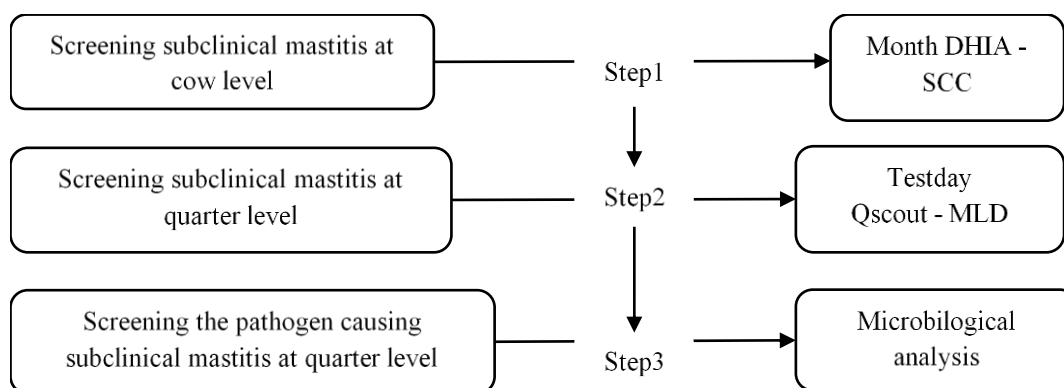 Screening subclinical mastitis at
cow level
Step1
Month DHIA -
SCC
Screening subclinical mastitis at
quarter level
Step2
Testday
Qscout - MLD
Screening the pathogen causing
subclinical mastitis at quarter level
Step3
Microbilogical
analysis